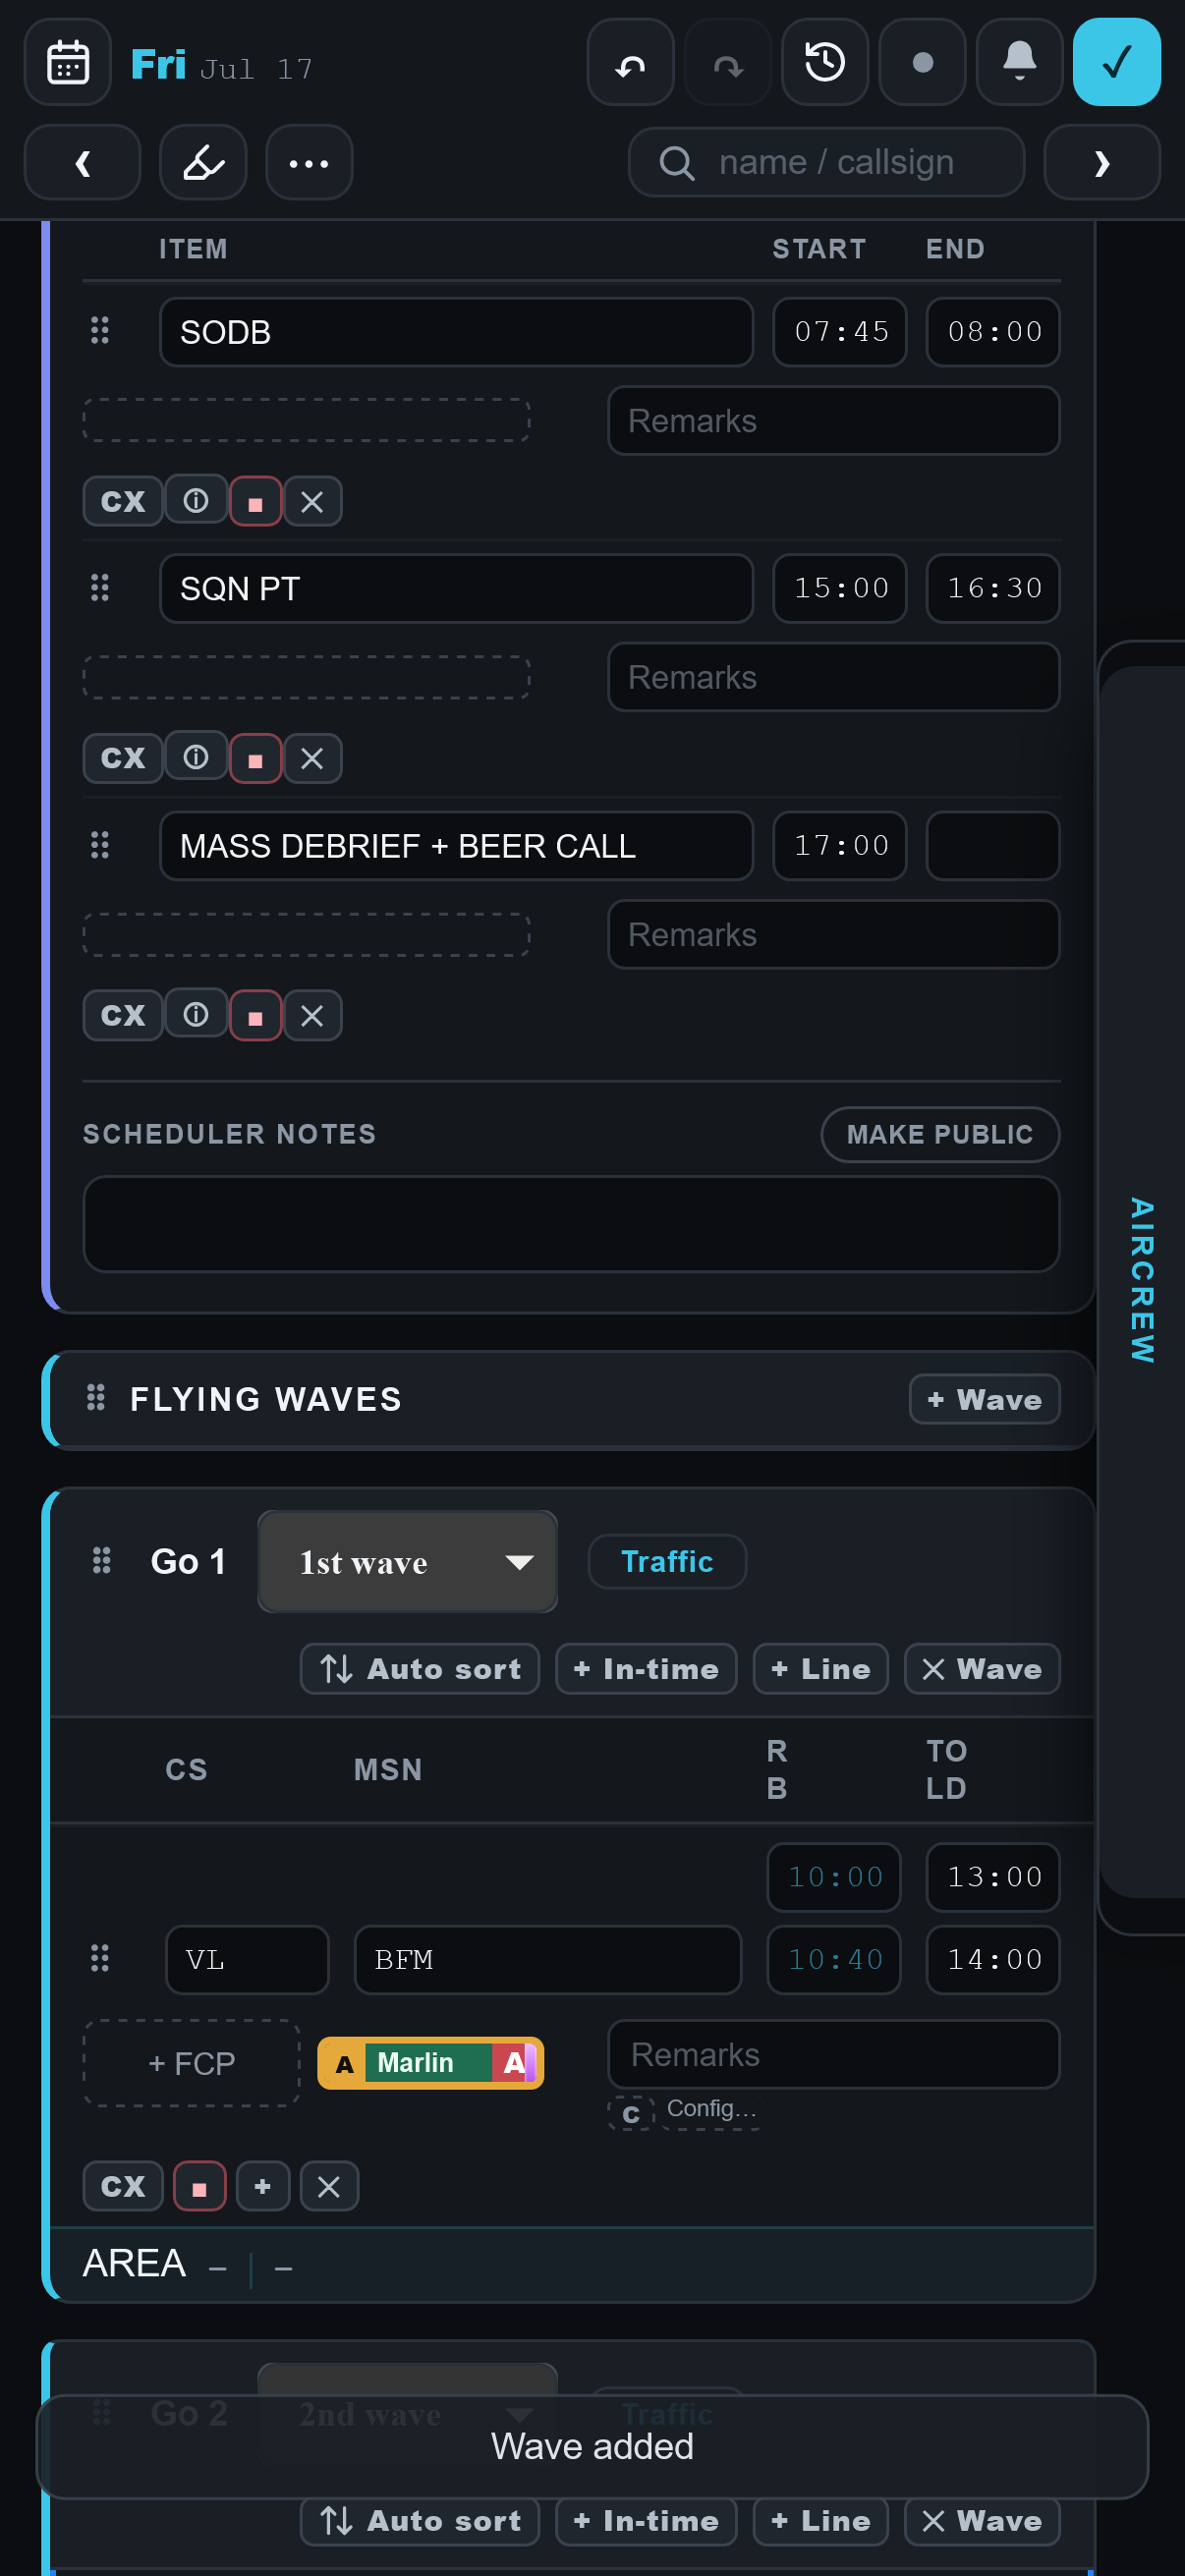 Fri Jul 17
name / callsign
ITEM START END
SODB 07:45 08:00
Remarks
CX
SQN PT 15:00 16:30
Remarks
CX
MASS DEBRIEF + BEER CALL 17:00
Remarks
CX
SCHEDULER NOTES MAKE PUBLIC
AIRCREW
FLYING WAVES + Wave
Go 1 1st wave Traffic
Auto sort + In-time + Line × Wave
CS MSN R TO
B LD
10:00 13:00
VL BFM 10:40 14:00
+ FCP A Marlin A Remarks
C Config...
CX + ×
AREA – | –
Go 2 2nd wave Traffic
Wave added
Auto sort + In-time + Line × Wave